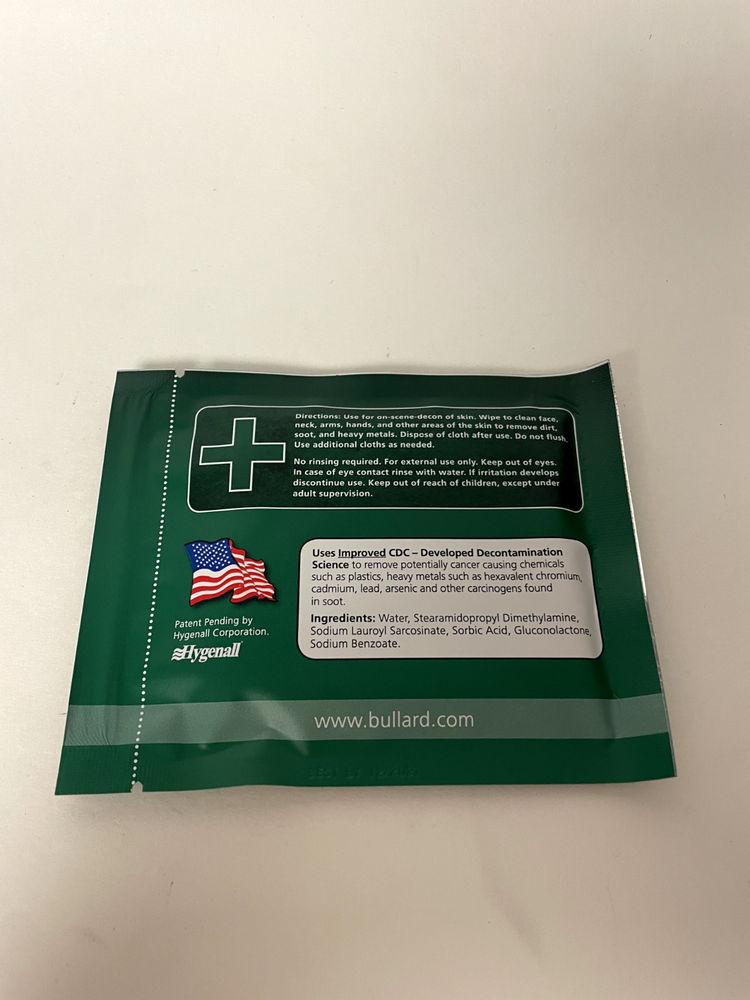 Directions: Use for on-scene-decon of skin. Wipe to clean face,
neck, arms, hands, and other areas of the skin to remove dirt,
soot, and heavy metals. Dispose of cloth after use. Do not flush.
Use additional cloths as needed.
No rinsing required. For external use only. Keep out of eyes.
In case of eye contact rinse with water. If irritation develops
discontinue use. Keep out of reach of children, except under
adult supervision.
Uses Improved CDC – Developed Decontamination
Science to remove potentially cancer causing chemicals
such as plastics, heavy metals such as hexavalent chromium,
cadmium, lead, arsenic and other carcinogens found
in soot.
Ingredients: Water, Stearamidopropyl Dimethylamine,
Sodium Lauroyl Sarcosinate, Sorbic Acid, Gluconolactone,
Sodium Benzoate.
Patent Pending by
Hygenall Corporation.
Hygenall
www.bullard.com